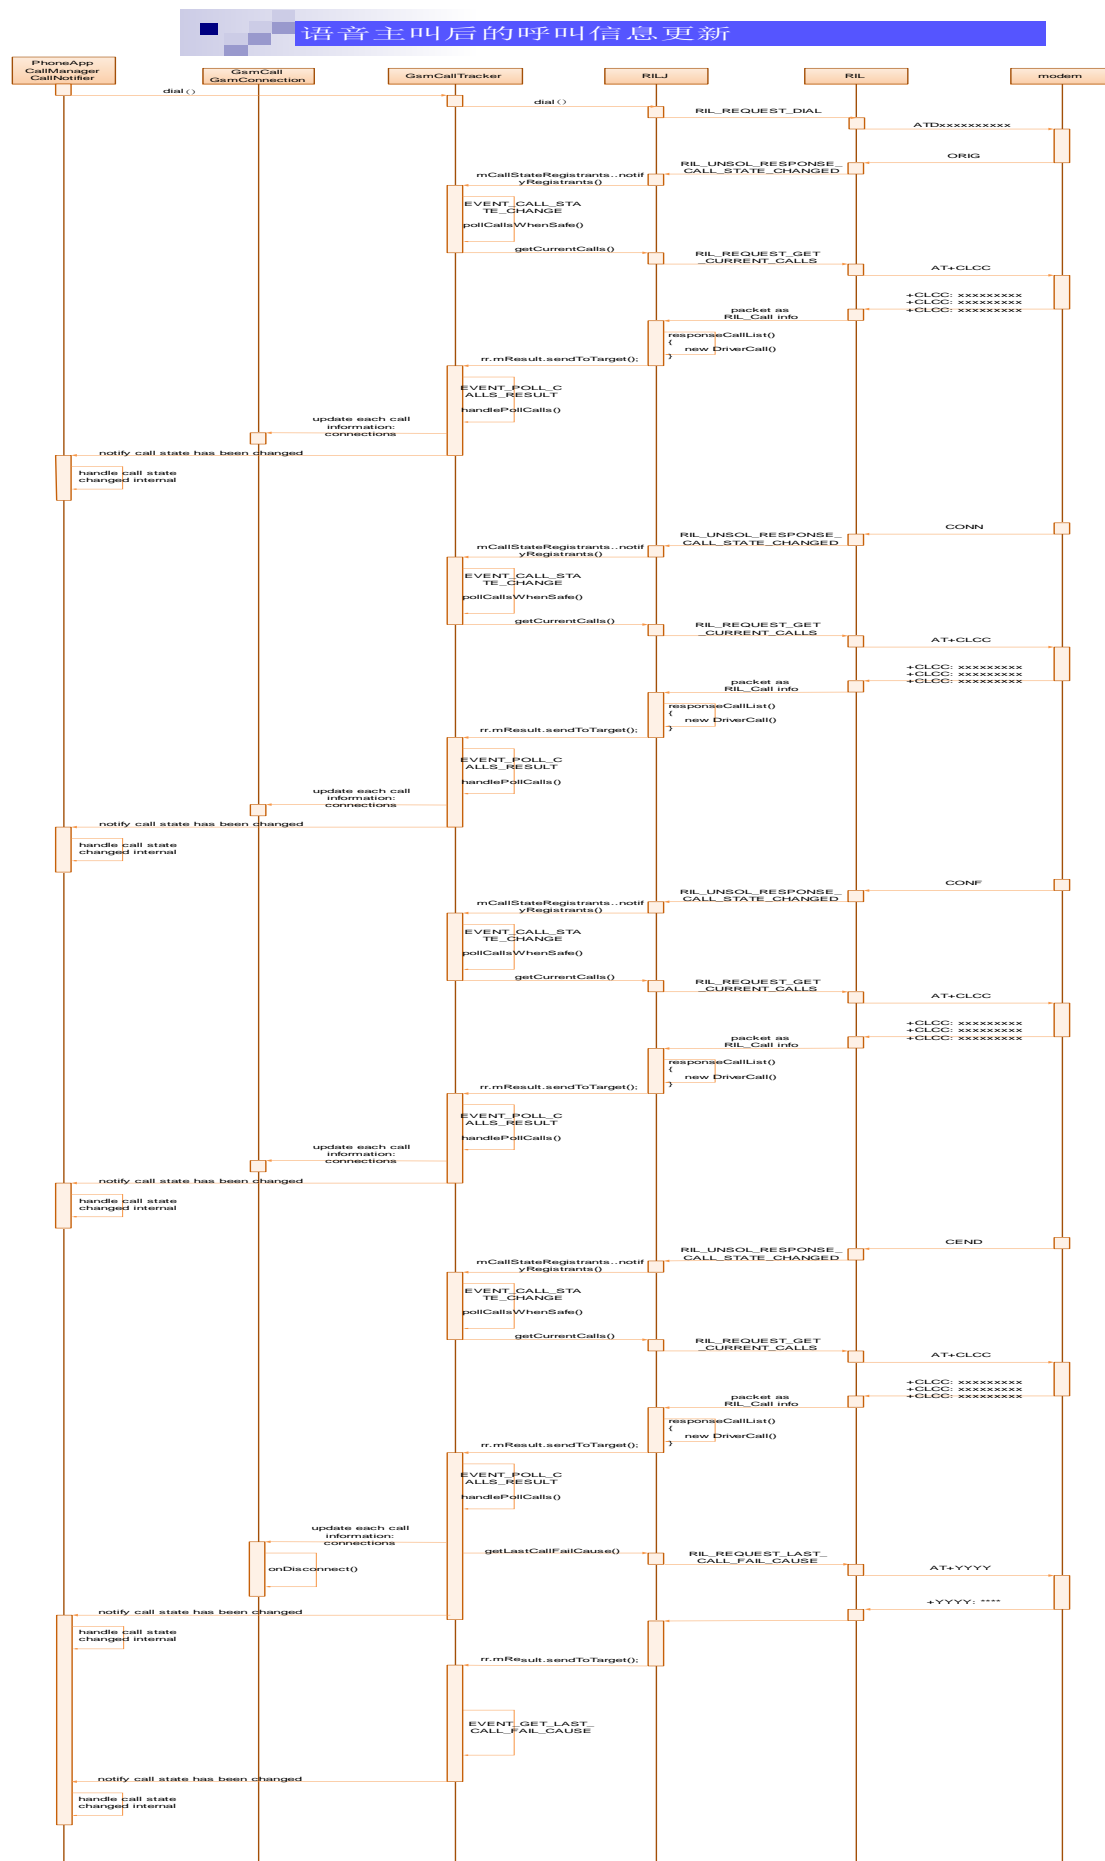 语音主叫后的呼叫信息更新
PhoneApp
CallManager
CallNotifier
GsmCall
GsmConnection
GsmCallTracker
RILJ
RIL
modem
dial()
dial()
RIL_REQUEST_DIAL
ATDxxxxxxxxxx
ORIG
RIL_UNSOL_RESPONSE_
CALL_STATE_CHANGED
mCallStateRegistrants..notif
yRegistrants()
EVENT_CALL_STA
TE_CHANGE
pollCallsWhenSafe()
getCurrentCalls()
RIL_REQUEST_GET
_CURRENT_CALLS
AT+CLCC
+CLCC: xxxxxxxxx
+CLCC: xxxxxxxxx
+CLCC: xxxxxxxxx
packet as
RIL_Call info
responseCallList()
{
new DriverCall()
}
rr.mResult.sendToTarget();
EVENT_POLL_C
ALLS_RESULT
handlePollCalls()
update each call
information:
connections
notify call state has been changed
handle call state
changed internal
CONN
RIL_UNSOL_RESPONSE_
CALL_STATE_CHANGED
mCallStateRegistrants..notif
yRegistrants()
EVENT_CALL_STA
TE_CHANGE
pollCallsWhenSafe()
getCurrentCalls()
RIL_REQUEST_GET
_CURRENT_CALLS
AT+CLCC
+CLCC: xxxxxxxxx
+CLCC: xxxxxxxxx
+CLCC: xxxxxxxxx
packet as
RIL_Call info
responseCallList()
{
new DriverCall()
}
rr.mResult.sendToTarget();
EVENT_POLL_C
ALLS_RESULT
handlePollCalls()
update each call
information:
connections
notify call state has been changed
handle call state
changed internal
CONF
RIL_UNSOL_RESPONSE_
CALL_STATE_CHANGED
mCallStateRegistrants..notif
yRegistrants()
EVENT_CALL_STA
TE_CHANGE
pollCallsWhenSafe()
getCurrentCalls()
RIL_REQUEST_GET
_CURRENT_CALLS
AT+CLCC
+CLCC: xxxxxxxxx
+CLCC: xxxxxxxxx
+CLCC: xxxxxxxxx
packet as
RIL_Call info
responseCallList()
{
new DriverCall()
}
rr.mResult.sendToTarget();
EVENT_POLL_C
ALLS_RESULT
handlePollCalls()
update each call
information:
connections
notify call state has been changed
handle call state
changed internal
CEND
RIL_UNSOL_RESPONSE_
CALL_STATE_CHANGED
mCallStateRegistrants..notif
yRegistrants()
EVENT_CALL_STA
TE_CHANGE
pollCallsWhenSafe()
getCurrentCalls()
RIL_REQUEST_GET
_CURRENT_CALLS
AT+CLCC
+CLCC: xxxxxxxxx
+CLCC: xxxxxxxxx
+CLCC: xxxxxxxxx
packet as
RIL_Call info
responseCallList()
{
new DriverCall()
}
rr.mResult.sendToTarget();
EVENT_POLL_C
ALLS_RESULT
handlePollCalls()
update each call
information:
connections
getLastCallFailCause()
RIL_REQUEST_LAST_
CALL_FAIL_CAUSE
onDisconnect()
AT+YYYY
+YYYY: ****
notify call state has been changed
handle call state
changed internal
rr.mResult.sendToTarget();
EVENT_GET_LAST_
CALL_FAIL_CAUSE
notify call state has been changed
handle call state
changed internal